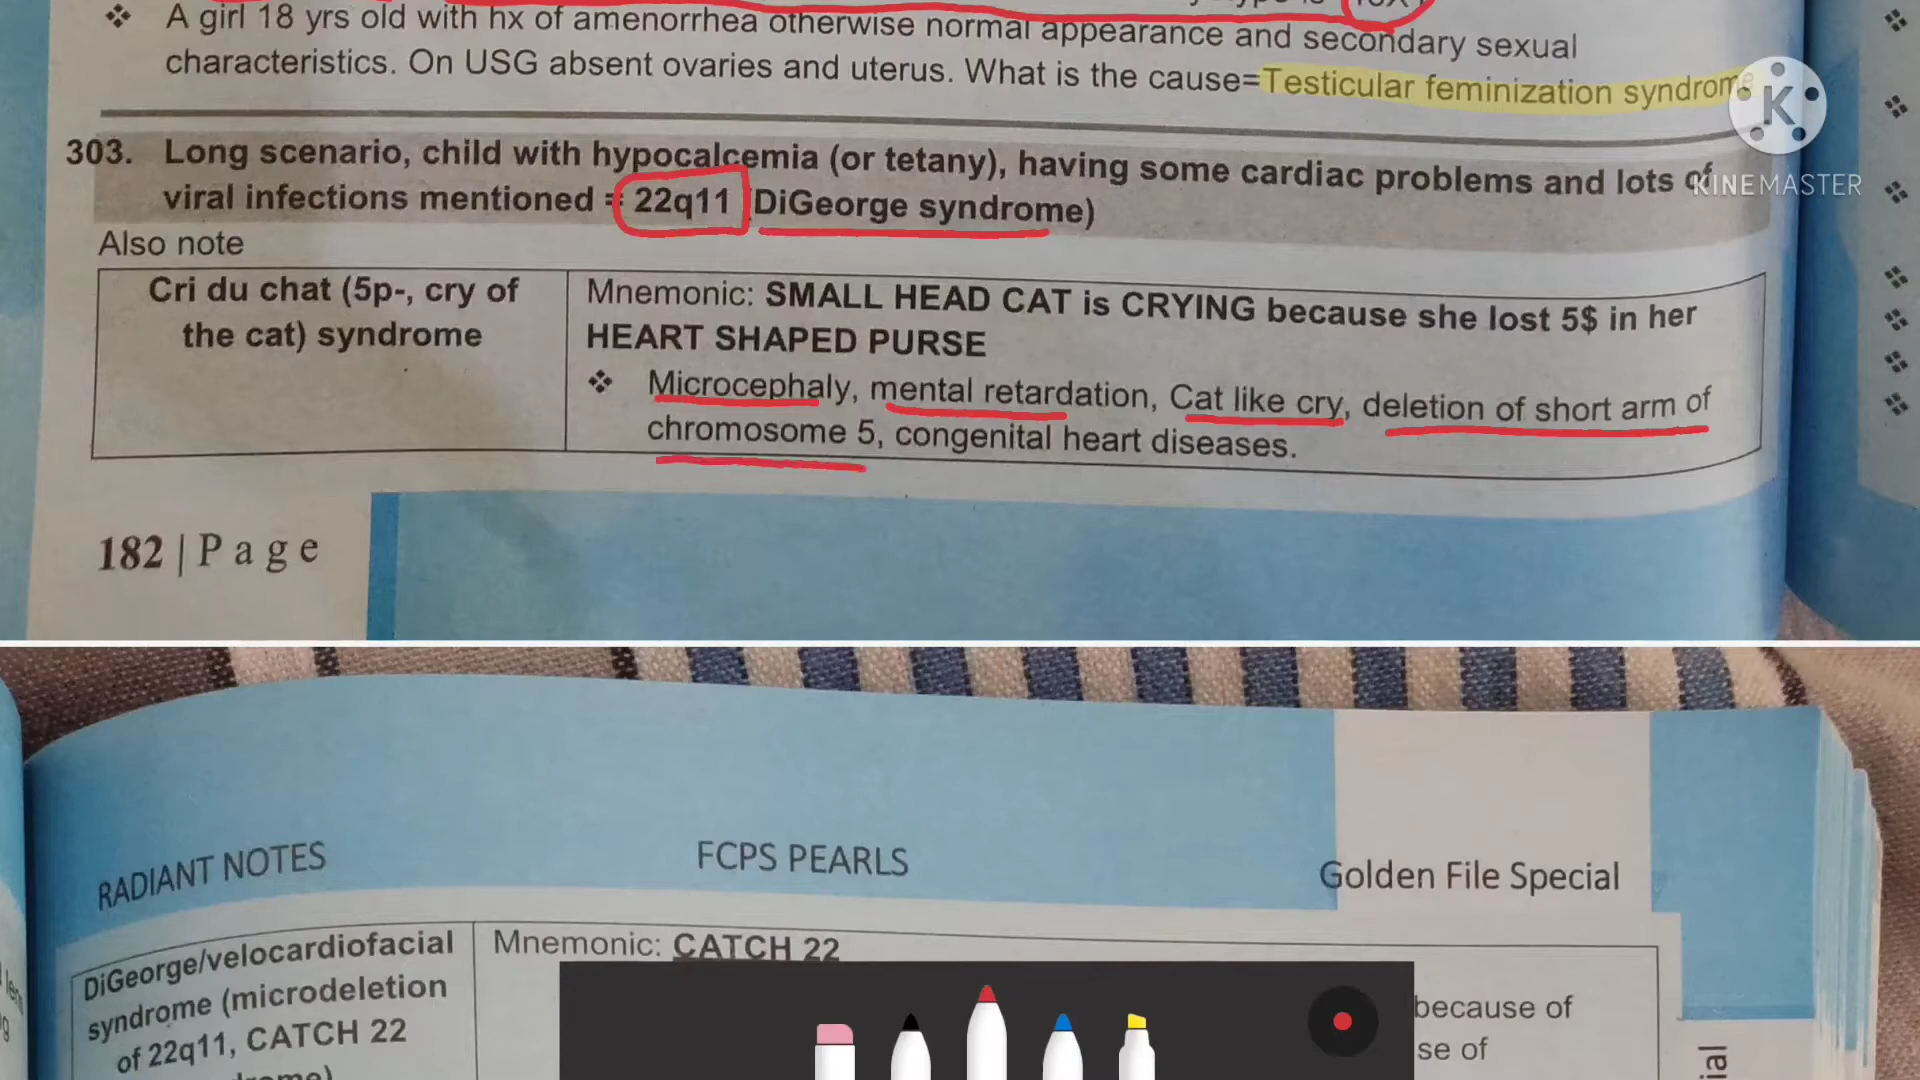 ❖ A girl 18 yrs old with hx of amenorrhea otherwise normal appearance and secondary sexual
characteristics. On USG absent ovaries and uterus. What is the cause=Testicular feminization syndrome
303. Long scenario, child with hypocalcemia (or tetany), having some cardiac problems and lots of
viral infections mentioned = 22q11 (DiGeorge syndrome)
KINEMASTER
Also note
Cri du chat (5p-, cry of
the cat) syndrome
Mnemonic: SMALL HEAD CAT is CRYING because she lost 5$ in her
HEART SHAPED PURSE
❖ Microcephaly, mental retardation, Cat like cry, deletion of short arm of
chromosome 5, congenital heart diseases.
182 | Page
RADIANT NOTES
FCPS PEARLS
Golden File Special
DiGeorge/velocardiofacial
syndrome (microdeletion
of 22q11, CATCH 22
Mnemonic: CATCH 22
because of
se of